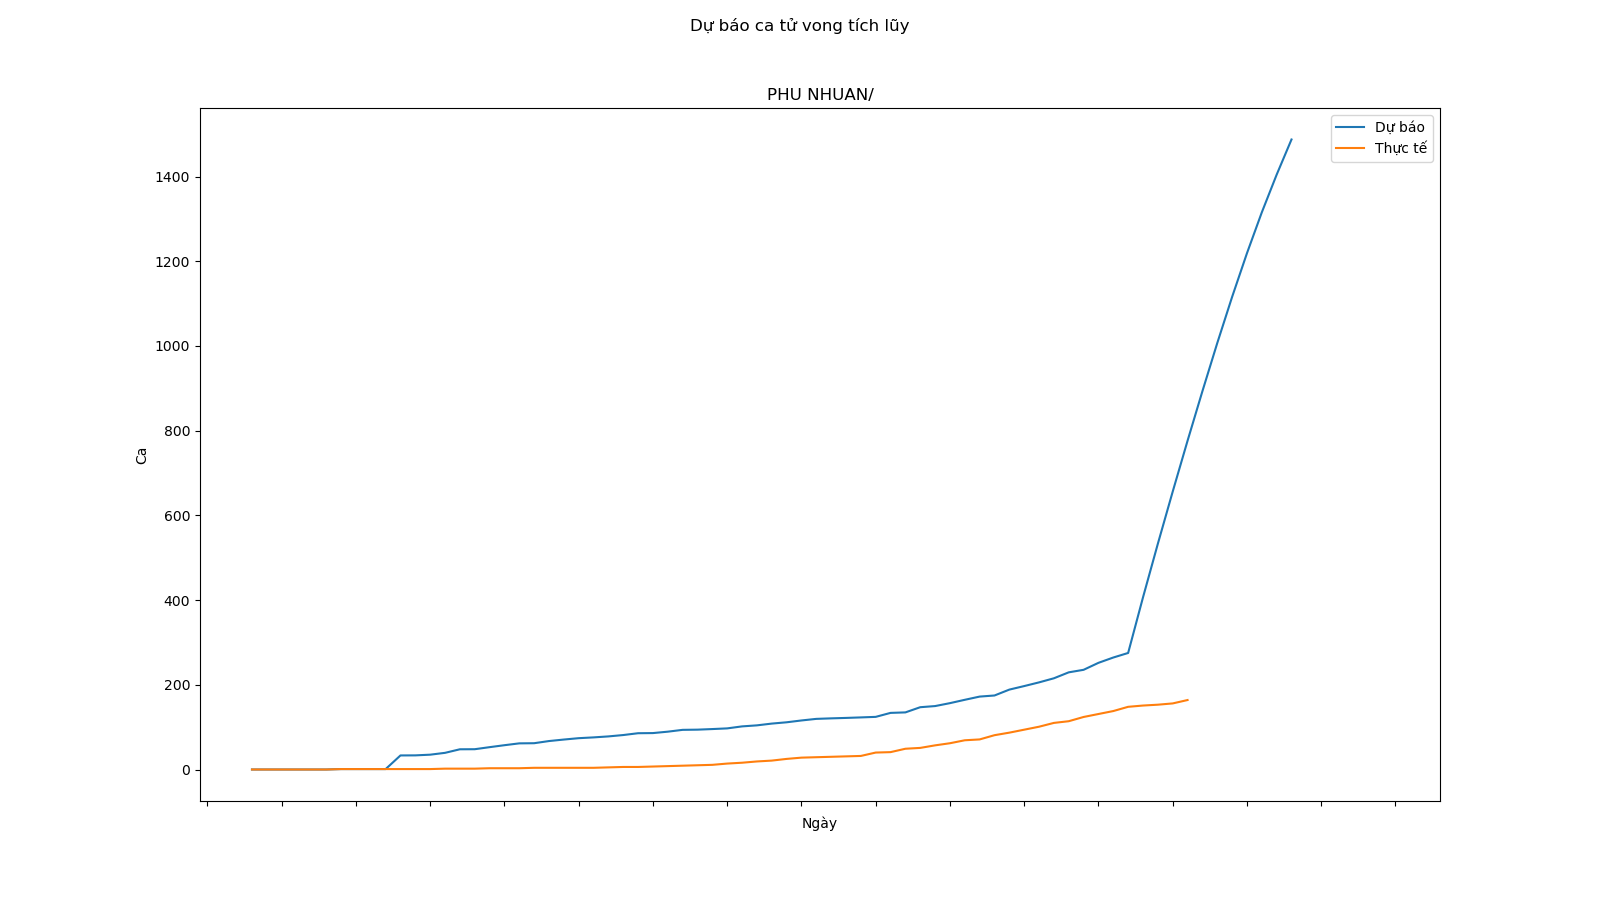 Dự báo ca tử vong tích lũy
PHU NHUAN/
Dự báo
Thực tế
1400
1200
1000
800
600
400
200
0
Ca
Ngày